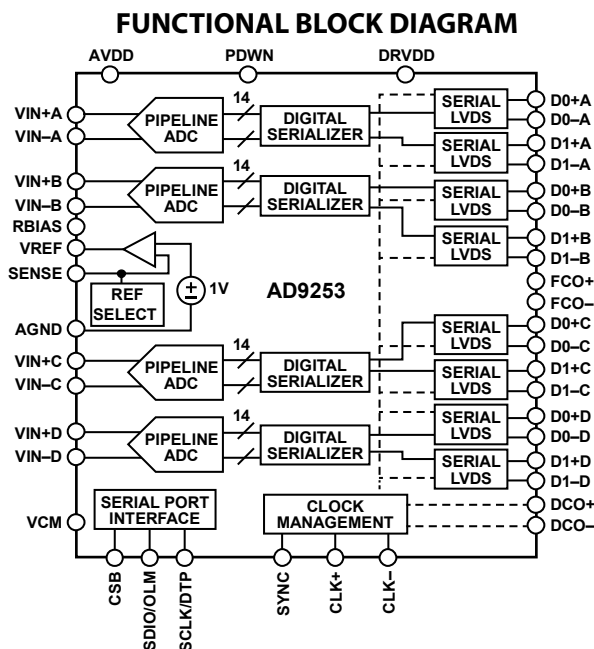 FUNCTIONAL BLOCK DIAGRAM
AVDD
PDWN
DRVDD
VIN+A
VIN–A
PIPELINE
ADC
14
DIGITAL
SERIALIZER
SERIAL
LVDS
D0+A
D0–A
SERIAL
LVDS
D1+A
D1–A
VIN+B
VIN–B
PIPELINE
ADC
14
DIGITAL
SERIALIZER
SERIAL
LVDS
D0+B
D0–B
SERIAL
LVDS
D1+B
D1–B
RBIAS
VREF
SENSE
REF
SELECT
1V
AGND
AD9253
FCO+
FCO–
VIN+C
VIN–C
PIPELINE
ADC
14
DIGITAL
SERIALIZER
SERIAL
LVDS
D0+C
D0–C
SERIAL
LVDS
D1+C
D1–C
VIN+D
VIN–D
PIPELINE
ADC
14
DIGITAL
SERIALIZER
SERIAL
LVDS
D0+D
D0–D
SERIAL
LVDS
D1+D
D1–D
VCM
SERIAL PORT
INTERFACE
CLOCK
MANAGEMENT
DCO+
DCO–
CSB
SDIO/OLM
SCLK/DTP
SYNC
CLK+
CLK–